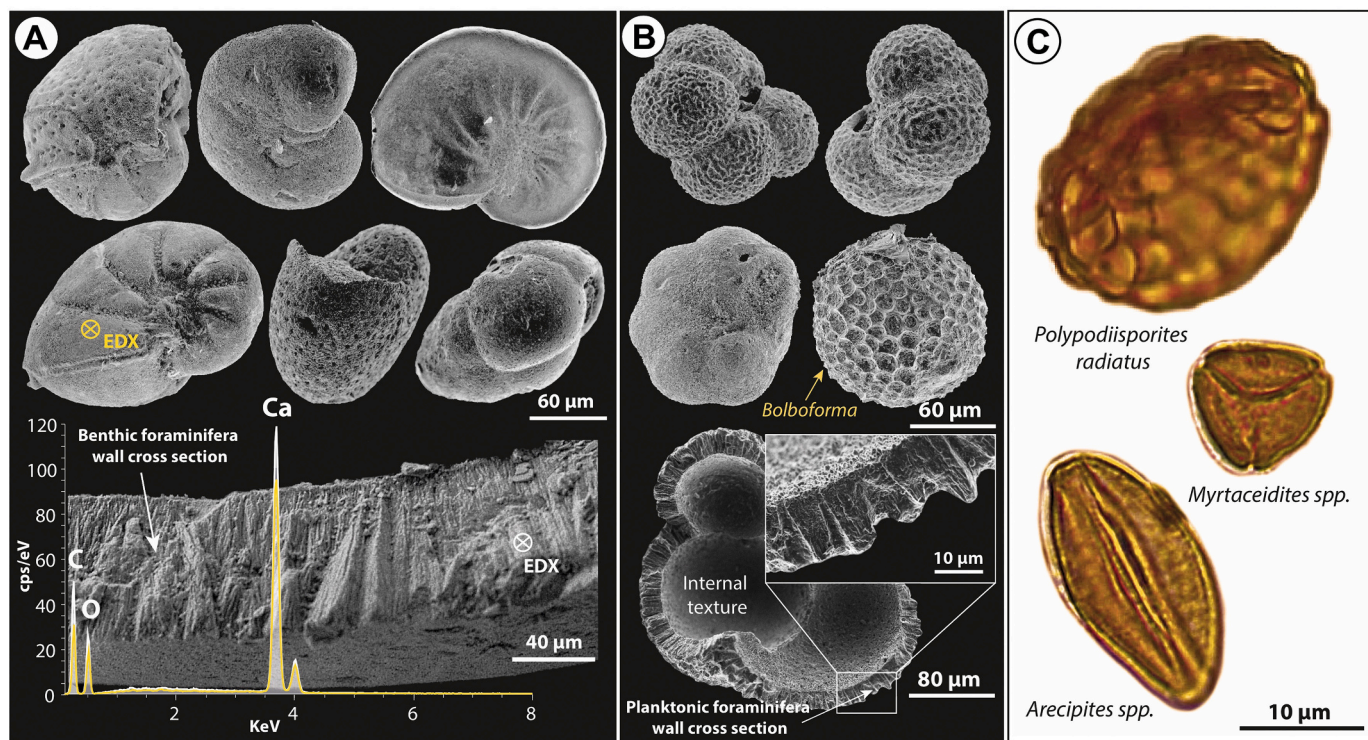 A
EDX
60 µm
120
100
80
60
40
20
0
cps/eV
Benthic foraminifera
wall cross section
Ca
C
O
EDX
40 µm
2
4
6
8
KeV
B
Bolboforma
60 µm
10 µm
Internal
texture
80 µm
Planktonic foraminifera
wall cross section
C
Polypodiisporites
radiatus
Myrtaceidites spp.
Arecipites spp.
10 µm